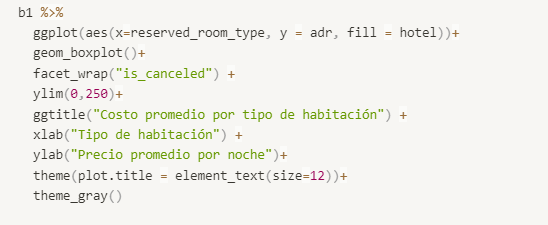 b1 %>%
ggplot(aes(x=reserved_room_type, y = adr, fill = hotel))+
geom_boxplot()+
facet_wrap("is_canceled") +
ylim(0,250)+
ggtitle("Costo promedio por tipo de habitación") +
xlab("Tipo de habitación") +
ylab("Precio promedio por noche")+
theme(plot.title = element_text(size=12))+
theme_gray()